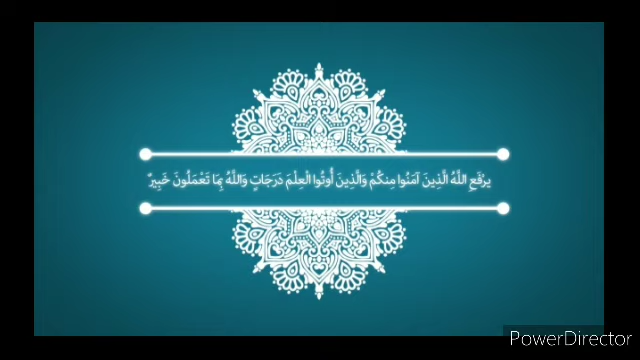 يَرْفَعِ اللَّهُ الَّذِينَ آمَنُوا مِنكُمْ وَالَّذِينَ أُوتُوا الْعِلْمَ دَرَجَاتٍ وَاللَّهُ بِمَا تَعْمَلُونَ خَبِيرٌ
PowerDirector